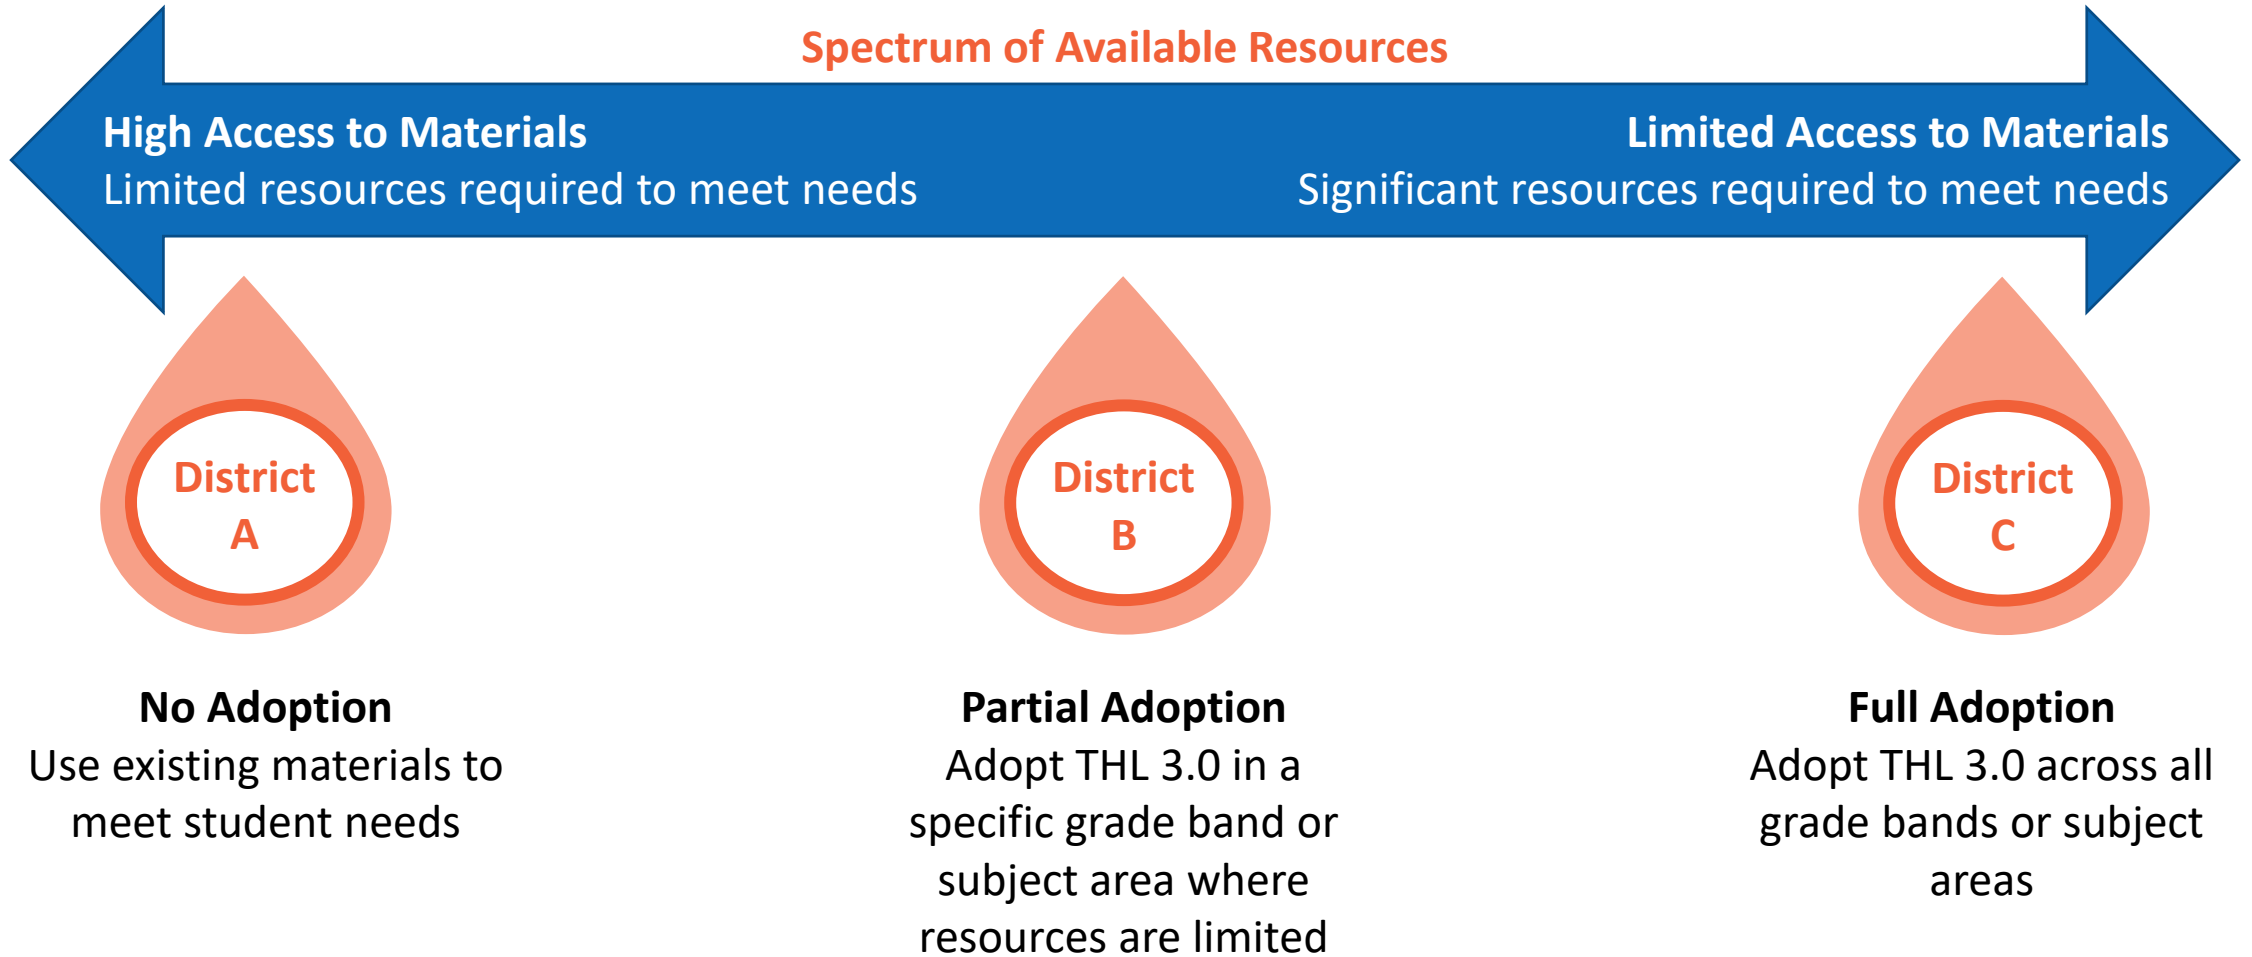 Spectrum of Available Resources
High Access to Materials
Limited resources required to meet needs
Limited Access to Materials
Significant resources required to meet needs
District
A
District
B
District
C
No Adoption
Use existing materials to
meet student needs
Partial Adoption
Adopt THL 3.0 in a
specific grade band or
subject area where
resources are limited
Full Adoption
Adopt THL 3.0 across all
grade bands or subject
areas